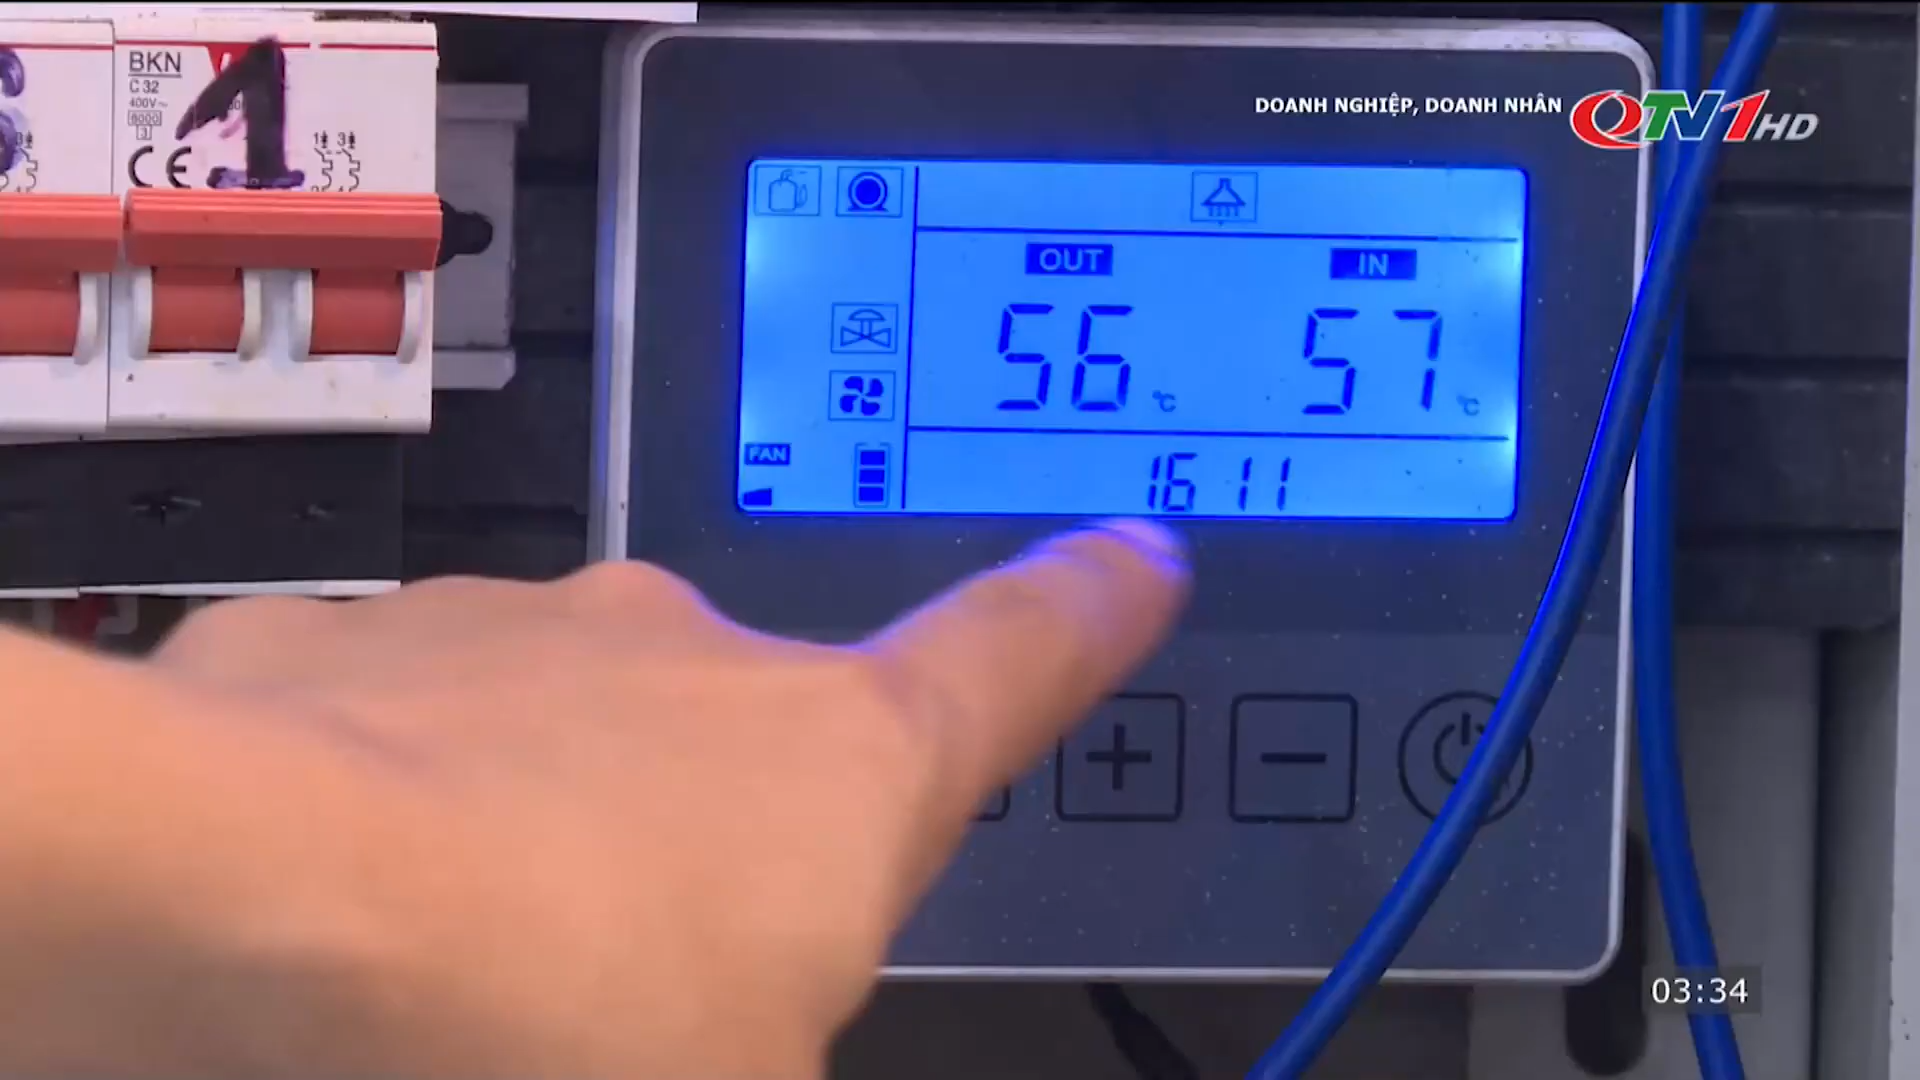 BKN
C 32
400V~
6000
3
CE
1
DOANH NGHIỆP, DOANH NHÂN QTV1HD
OUT IN
56 °C 57 °C
FAN
16 11
03:34